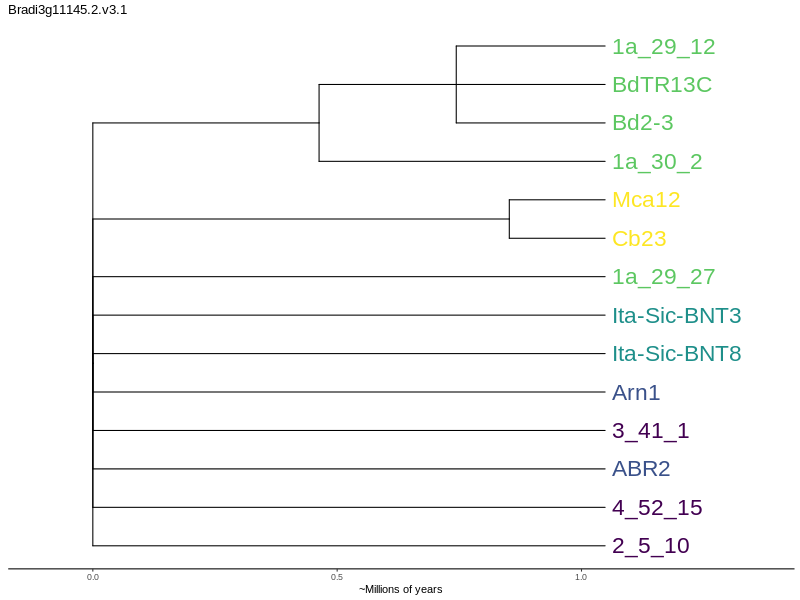 Bradi3g11145.2.v3.1
1a_29_12
BdTR13C
Bd2-3
1a_30_2
Mca12
Cb23
1a_29_27
Ita-Sic-BNT3
Ita-Sic-BNT8
Arn1
3_41_1
ABR2
4_52_15
2_5_10
0.0 0.5 1.0
~Millions of years